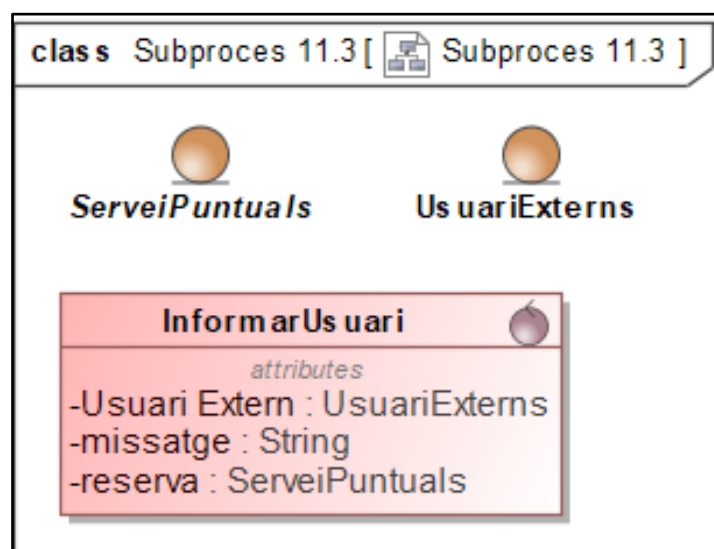 class Subproces 11.3 [ Subproces 11.3 ]
ServeiPuntuals UsuariExterns
InformarUsuari
attributes
-Usuari Extern : UsuariExterns
-missatge : String
-reserva : ServeiPuntuals